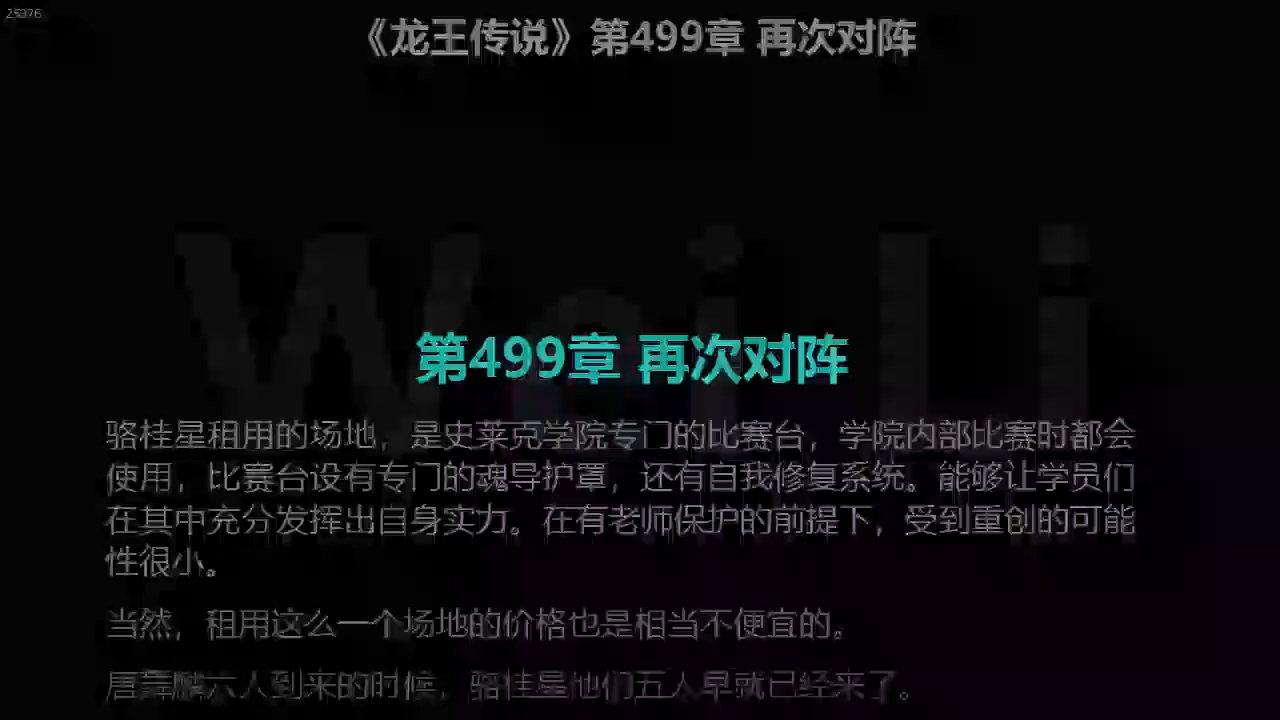 25976
《龙王传说》第499章 再次对阵
Wei Li
第499章 再次对阵
骆桂星租用的场地，是史莱克学院专门的比赛台，学院内部比赛时都会
使用，比赛台设有专门的魂导护罩，还有自我修复系统。能够让学员们
在其中充分发挥出自身实力。在有老师保护的前提下，受到重创的可能
性很小。
当然，租用这么一个场地的价格也是相当不便宜的。
唐舞麟六人到来的时候，骆桂星他们五人早就已经来了。